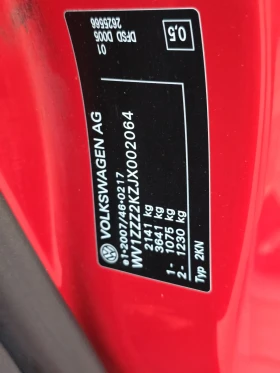 VOLKSWAGEN AG
e1*2007/46*0217
WV1ZZZ2KZJX002064
2141 kg
3641 kg
1- 1075 kg
2- 1230 kg
Typ 2KN
01
DFSD D005
2625566
0.5